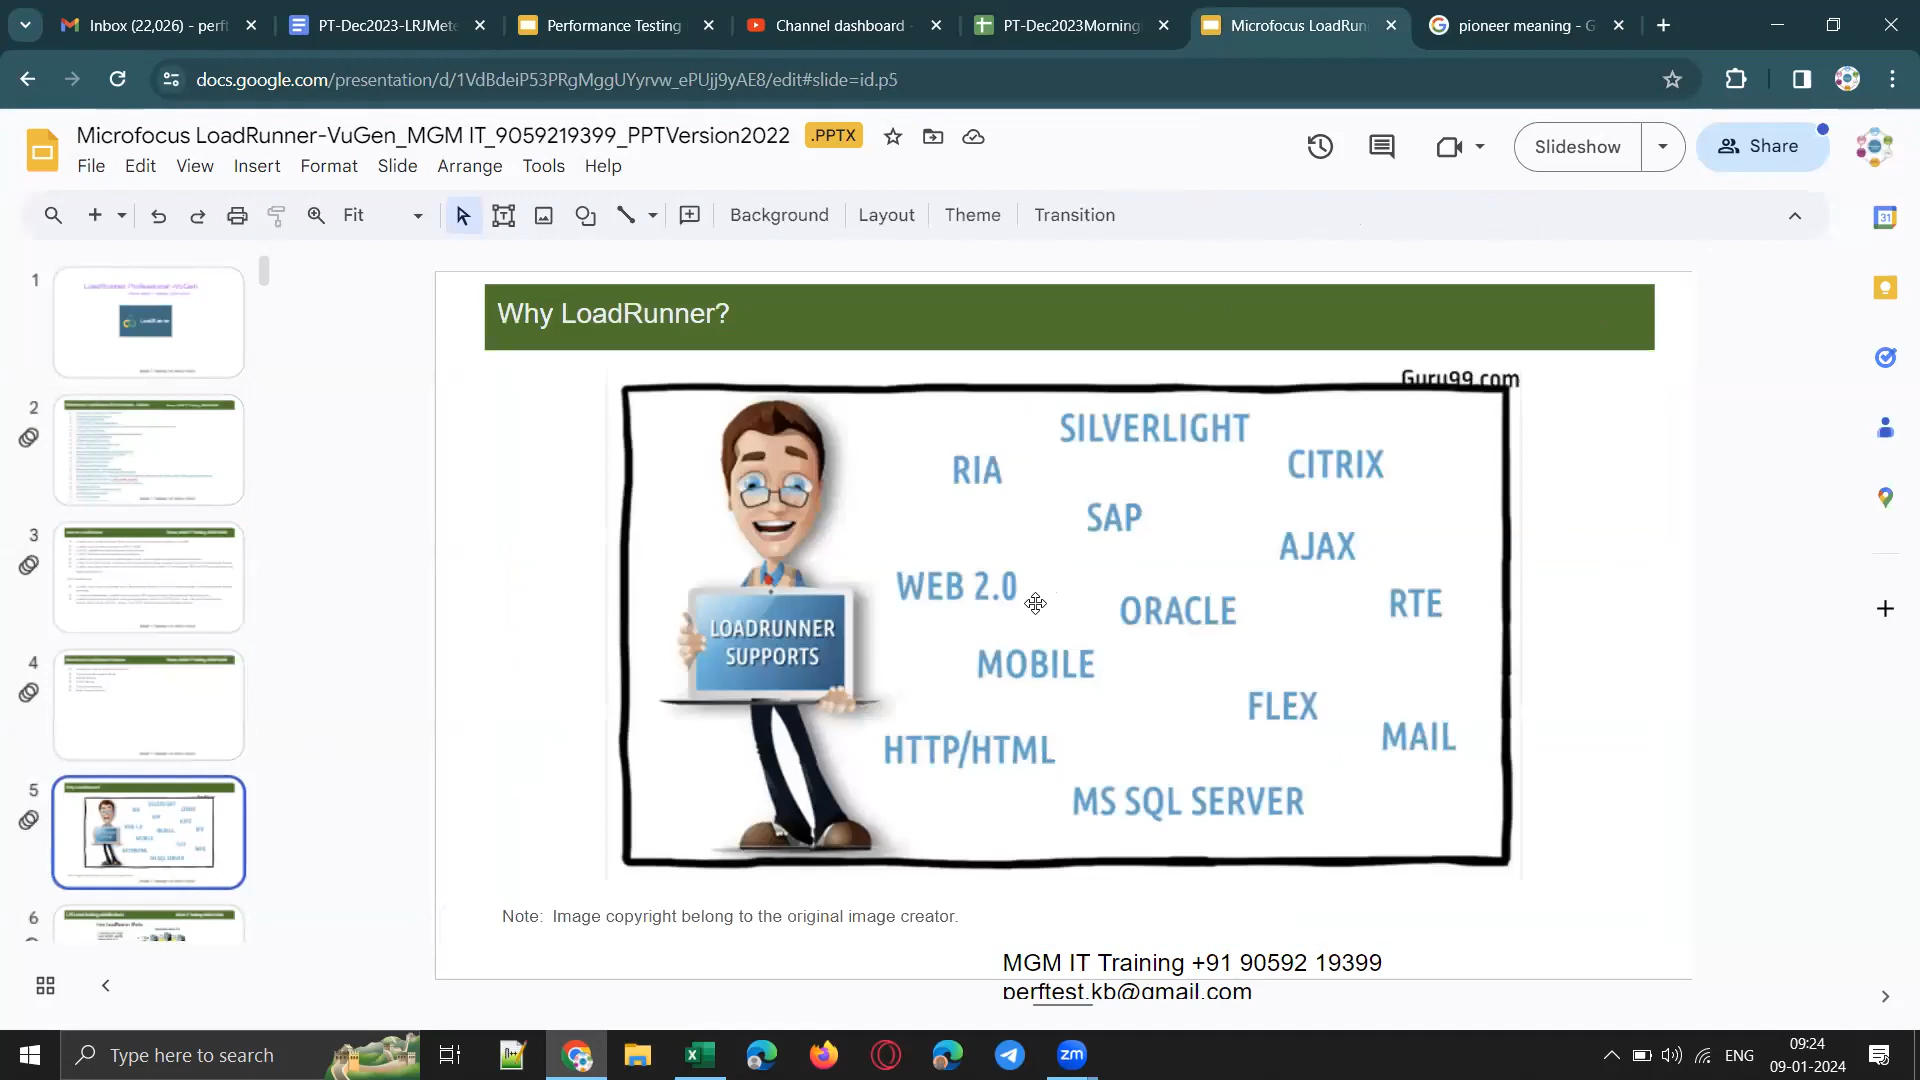 Inbox (22,026) - perft
PT-Dec2023-LRJMete
Performance Testing
Channel dashboard -
PT-Dec2023Morning
Microfocus LoadRun
pioneer meaning - G
docs.google.com/presentation/d/1VdBdeiP53PRgMggUYyrvw_ePUjj9yAE8/edit#slide=id.p5
Microfocus LoadRunner-VuGen_MGM IT_9059219399_PPTVersion2022
.PPTX
File Edit View Insert Format Slide Arrange Tools Help
Slideshow
Share
Fit
Background Layout Theme Transition
31
1
2
3
4
5
6
Why LoadRunner?
Guru99.com
SILVERLIGHT
RIA
CITRIX
SAP
AJAX
WEB 2.0
ORACLE
RTE
LOADRUNNER
SUPPORTS
MOBILE
FLEX
MAIL
HTTP/HTML
MS SQL SERVER
Note: Image copyright belong to the original image creator.
MGM IT Training +91 90592 19399
perftest.kb@gmail.com
Type here to search
zm
ENG
09:24
09-01-2024